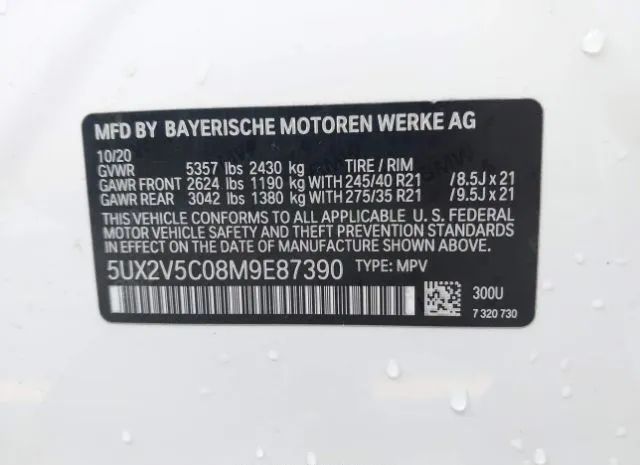 MFD BY BAYERISCHE MOTOREN WERKE AG
10/20
GVWR 5357 lbs 2430 kg TIRE / RIM
GAWR FRONT 2624 lbs 1190 kg WITH 245/40 R21 / 8.5J x 21
GAWR REAR 3042 lbs 1380 kg WITH 275/35 R21 / 9.5J x 21
THIS VEHICLE CONFORMS TO ALL APPLICABLE U. S. FEDERAL
MOTOR VEHICLE SAFETY AND THEFT PREVENTION STANDARDS
IN EFFECT ON THE DATE OF MANUFACTURE SHOWN ABOVE.
5UX2V5C08M9E87390 TYPE: MPV
300U
7 320 730